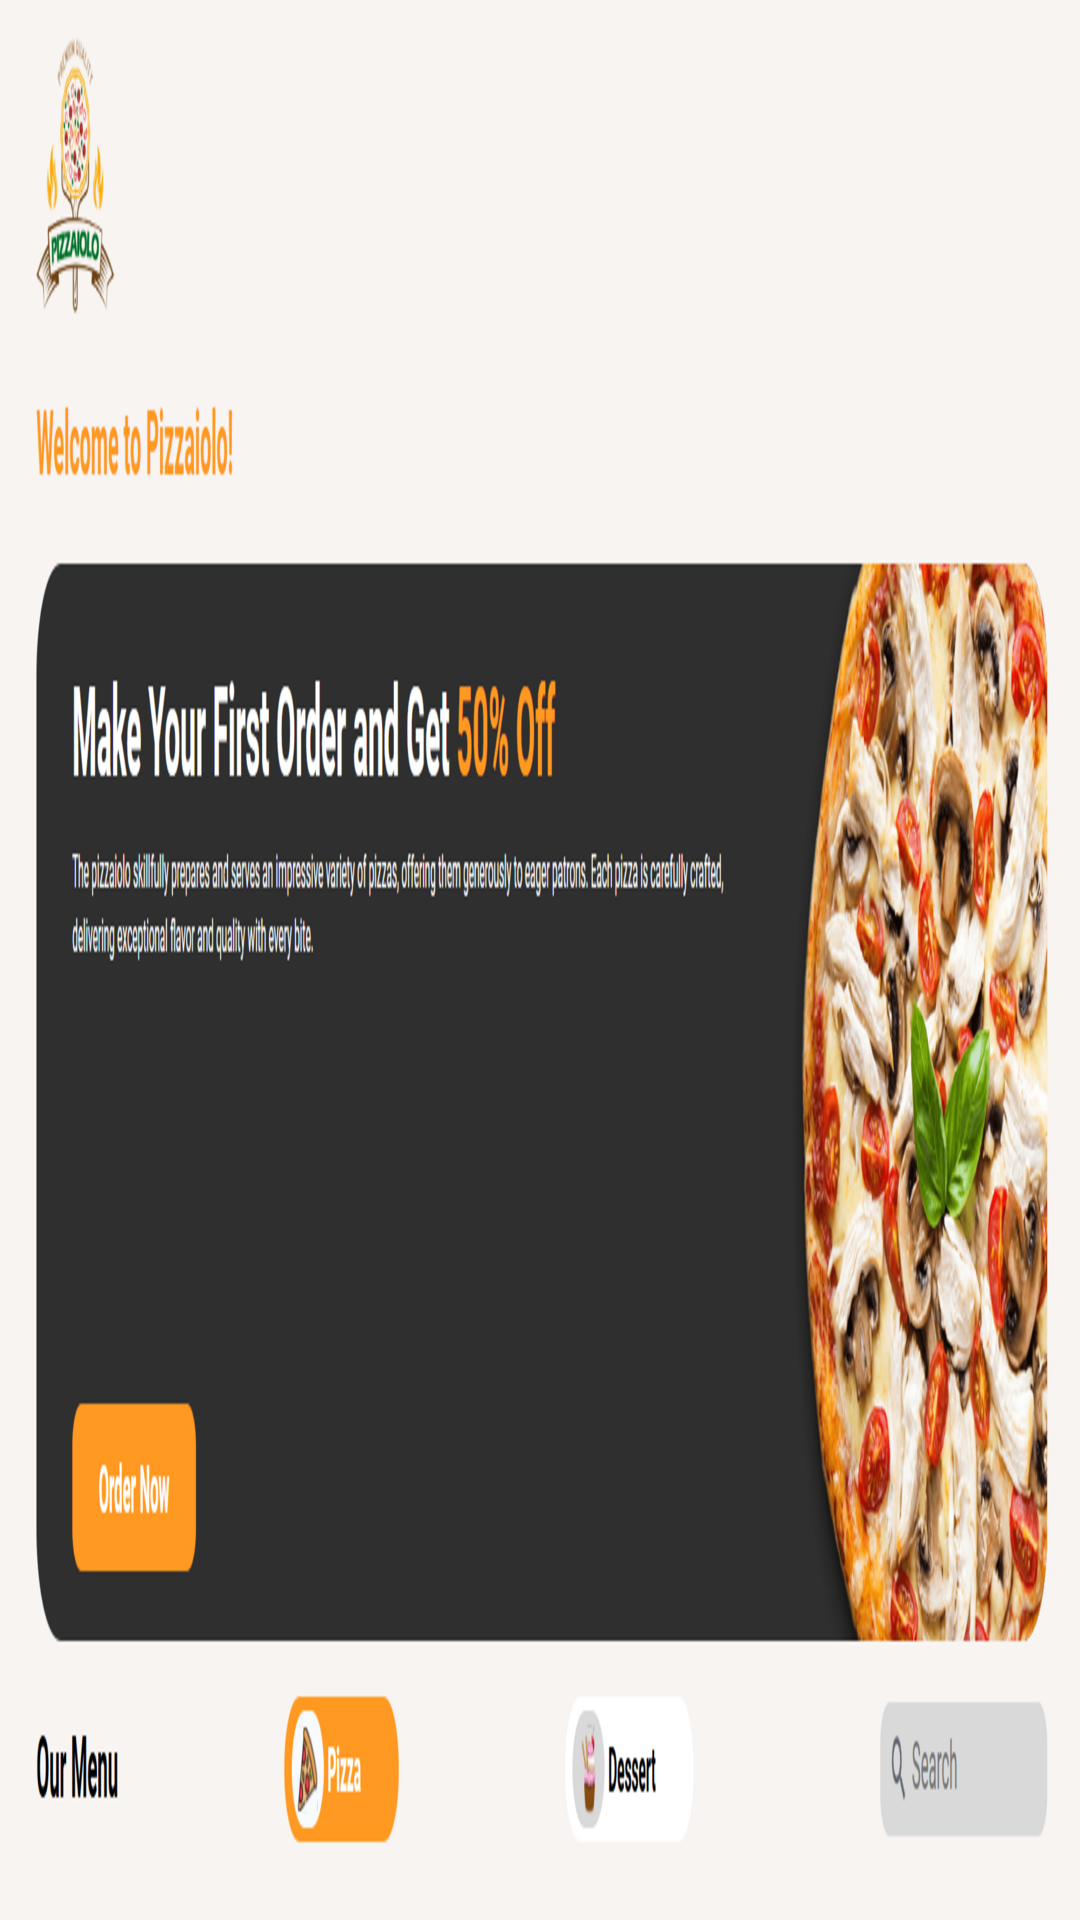 PREMIUM QUALITY
PIZZAIOLO
Welcome to Pizzaiolo!
Make Your First Order and Get 50% Off
The pizzaiolo skillfully prepares and serves an impressive variety of pizzas, offering them generously to eager patrons. Each pizza is carefully crafted,
delivering exceptional flavor and quality with every bite.
Order Now
Our Menu
Pizza
Dessert
Search